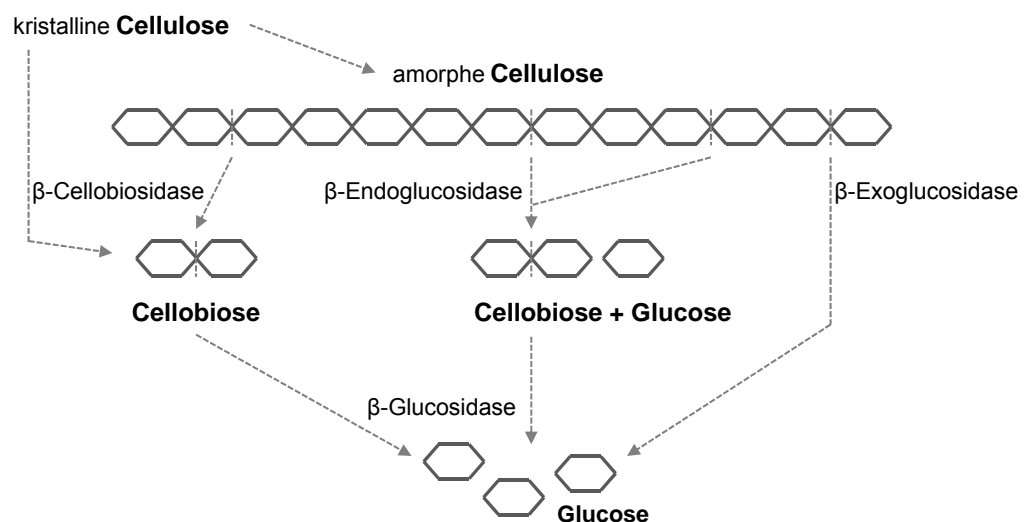 kristalline Cellulose
amorphe Cellulose
β-Cellobiosidase
β-Endoglucosidase
β-Exoglucosidase
Cellobiose
Cellobiose + Glucose
β-Glucosidase
Glucose